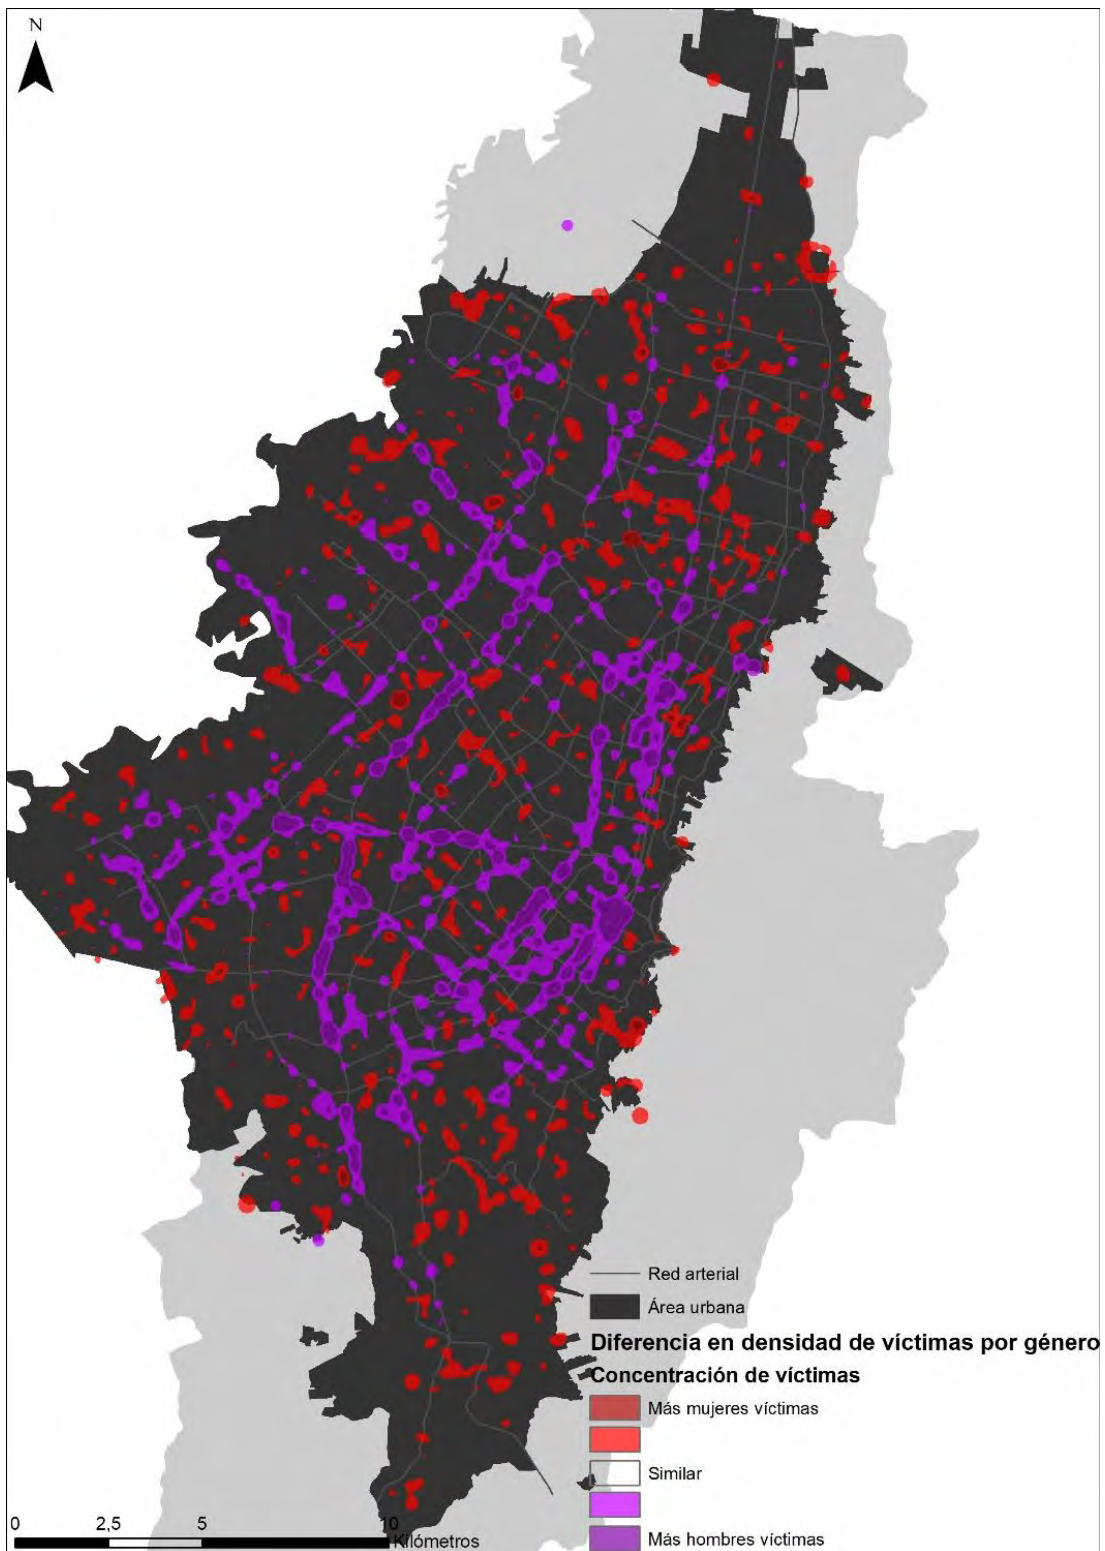 N
Red arterial
Área urbana
Diferencia en densidad de víctimas por género
Concentración de víctimas
Más mujeres víctimas
Similar
Más hombres víctimas
0 2,5 5 10
Kilómetros